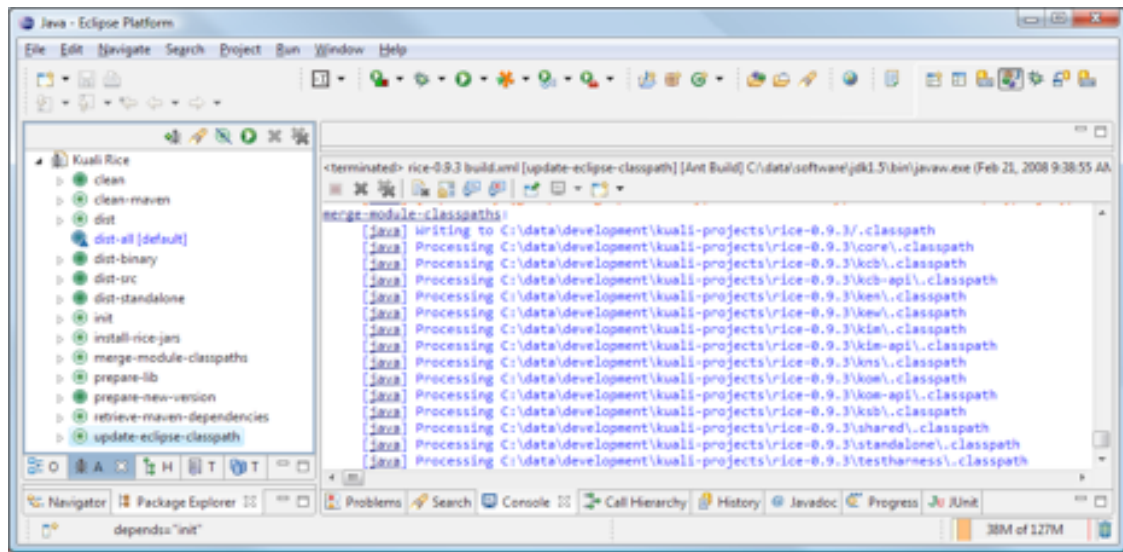 Java - Eclipse Platform
File Edit Navigate Search Project Run Window Help
Kuali Rice
clean
clean-maven
dist
dist-all [default]
dist-binary
dist-src
dist-standalone
init
install-rice-jars
merge-module-classpaths
prepare-lib
prepare-new-version
retrieve-maven-dependencies
update-eclipse-classpath
O A H T T
<terminated> rice-0.9.3 build.xml [update-eclipse-classpath] [Ant Build] C:\data\software\jdk1.5\bin\javaw.exe (Feb 21, 2008 9:38:55 AM
merge-module-classpaths:
[java] Writing to C:\data\development\kuali-projects\rice-0.9.3/.classpath
[java] Processing C:\data\development\kuali-projects\rice-0.9.3\core\.classpath
[java] Processing C:\data\development\kuali-projects\rice-0.9.3\kcb\.classpath
[java] Processing C:\data\development\kuali-projects\rice-0.9.3\kcb-api\.classpath
[java] Processing C:\data\development\kuali-projects\rice-0.9.3\ken\.classpath
[java] Processing C:\data\development\kuali-projects\rice-0.9.3\kew\.classpath
[java] Processing C:\data\development\kuali-projects\rice-0.9.3\kim\.classpath
[java] Processing C:\data\development\kuali-projects\rice-0.9.3\kim-api\.classpath
[java] Processing C:\data\development\kuali-projects\rice-0.9.3\kns\.classpath
[java] Processing C:\data\development\kuali-projects\rice-0.9.3\kom\.classpath
[java] Processing C:\data\development\kuali-projects\rice-0.9.3\kom-api\.classpath
[java] Processing C:\data\development\kuali-projects\rice-0.9.3\ksb\.classpath
[java] Processing C:\data\development\kuali-projects\rice-0.9.3\shared\.classpath
[java] Processing C:\data\development\kuali-projects\rice-0.9.3\standalone\.classpath
[java] Processing C:\data\development\kuali-projects\rice-0.9.3\testharness\.classpath
Navigator Package Explorer
Problems Search Console Call Hierarchy History Javadoc Progress JUnit
depends="init"
38M of 127M